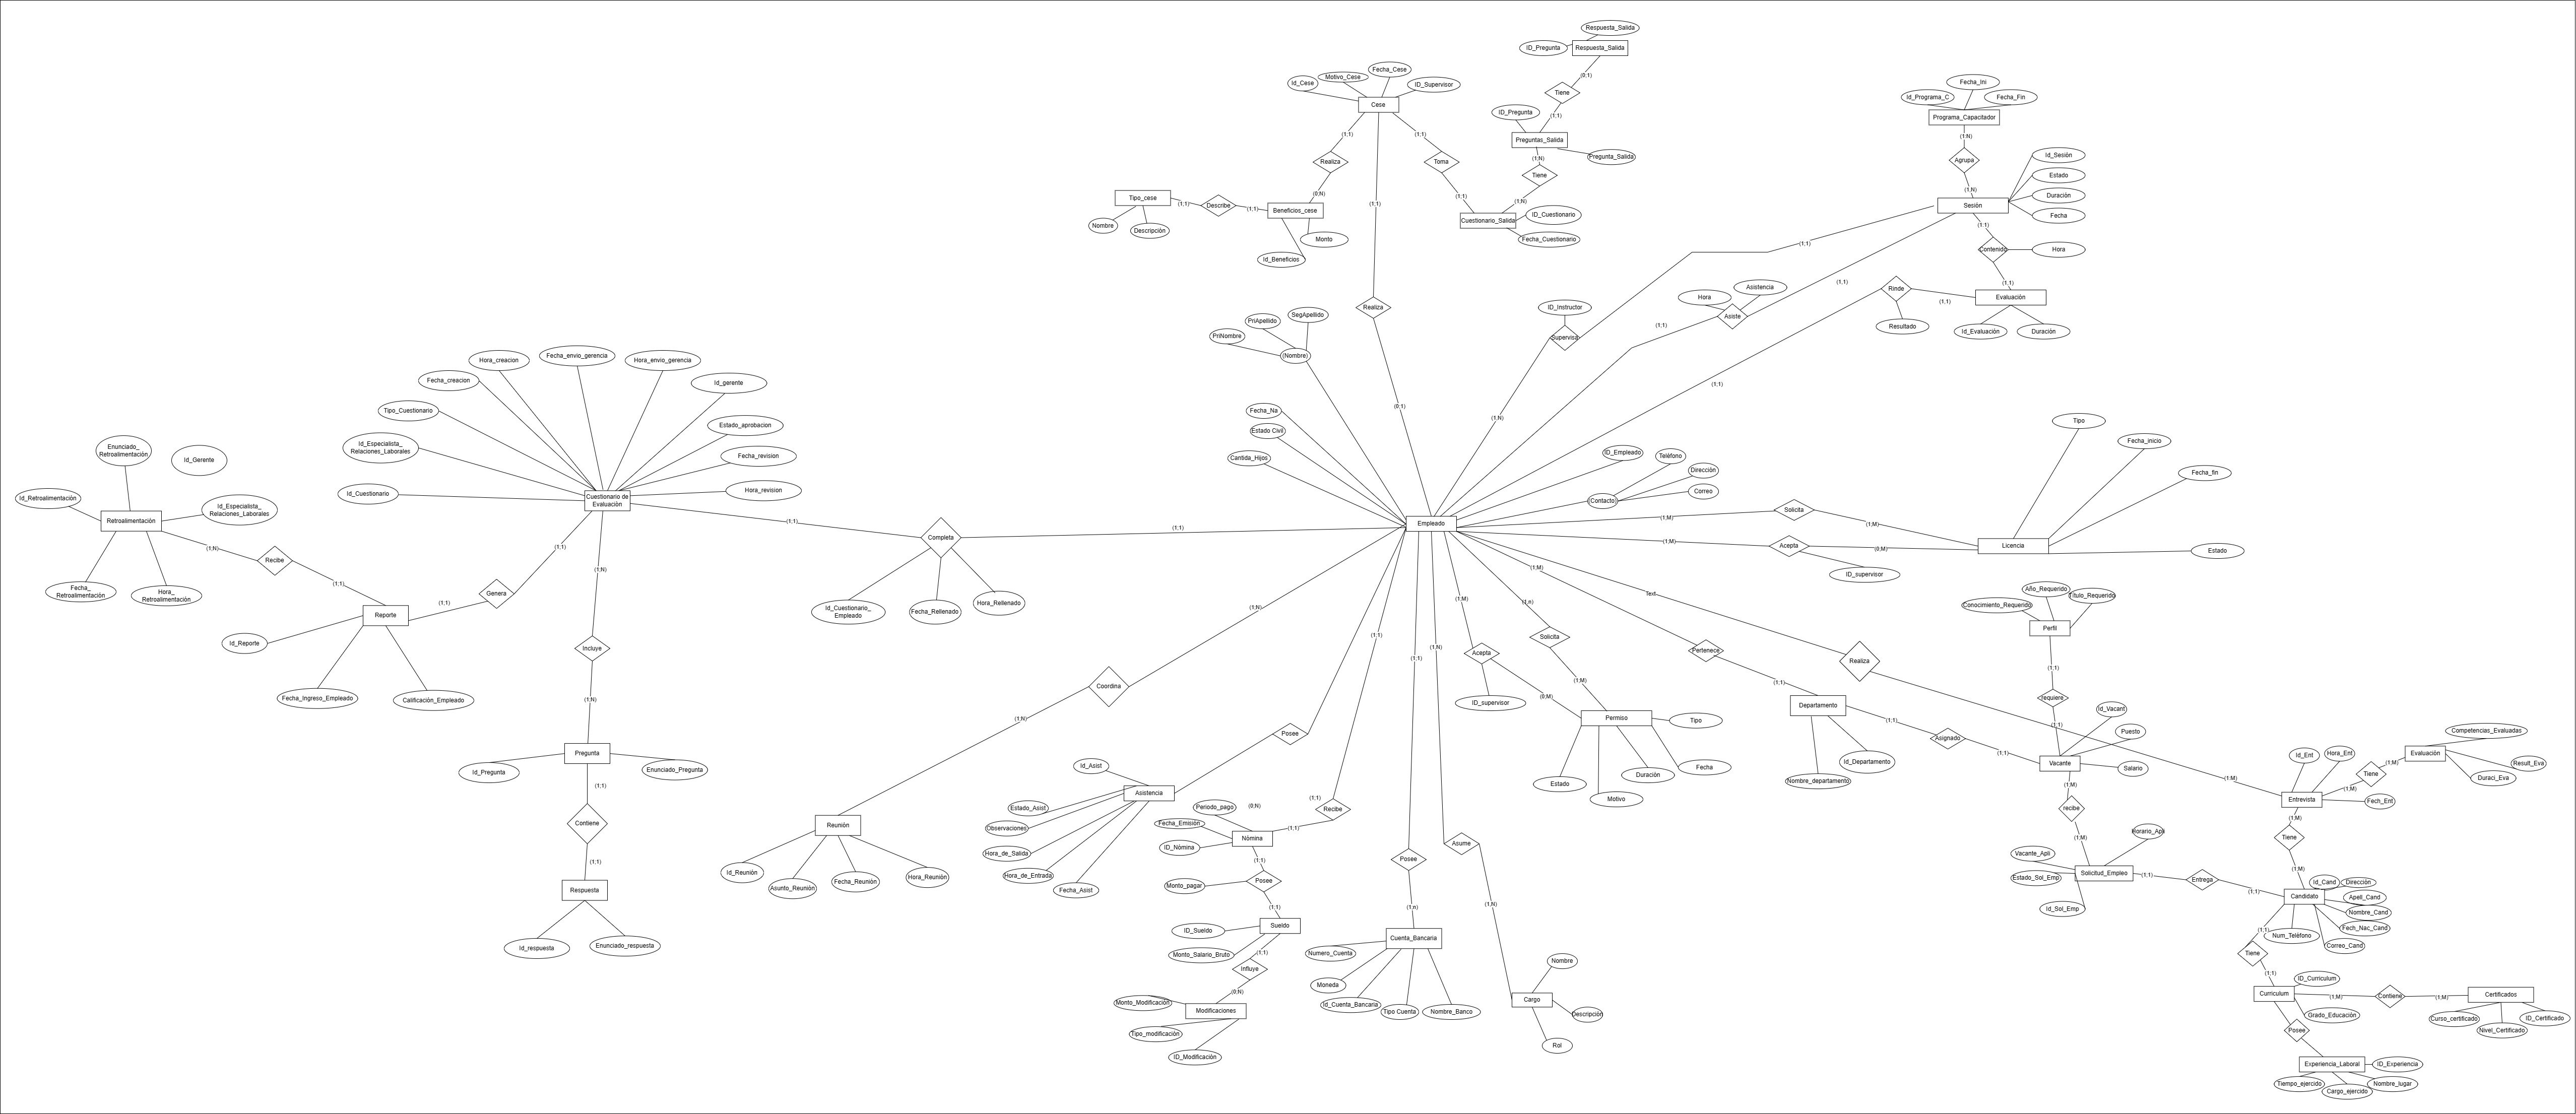 Respuesta_Salida
ID_Pregunta
Respuesta_Salida
(0;1)
Tiene
(1;1)
ID_Pregunta
Preguntas_Salida
Pregunta_Salida
(1;N)
Tiene
(1;N)
Id_Cese
Motivo_Cese
Fecha_Cese
ID_Supervisor
Cese
(1;1)
(1;1)
Realiza
Toma
(0;N)
(1;1)
(1;1)
Tipo_cese
Nombre
Descripción
(1;1)
Describe
(1;1)
Beneficios_cese
Monto
Id_Beneficios
Cuestionario_Salida
ID_Cuestionario
Fecha_Cuestionario
Realiza
(0;1)
Fecha_Ini
Id_Programa_C
Fecha_Fin
Programa_Capacitador
(1;N)
Agrupa
(1;N)
Id_Sesión
Estado
Duración
Fecha
Sesión
(1;1)
Contenido
Hora
(1;1)
Evaluación
Id_Evaluación
Duración
Rinde
(1;1)
Resultado
(1;1)
(1;1)
(1;1)
Hora
Asistencia
Asiste
(1;1)
ID_Instructor
Supervisa
(1;N)
PriNombre
PriApellido
SegApellido
(Nombre)
Fecha_Na
Estado Civil
Cantida_Hijos
Empleado
ID_Empleado
Teléfono
Dirección
Correo
(Contacto)
Hora_creacion
Fecha_envio_gerencia
Hora_envio_gerencia
Fecha_creacion
Id_gerente
Tipo_Cuestionario
Estado_aprobacion
Id_Especialista_
Relaciones_Laborales
Fecha_revision
Id_Cuestionario
Hora_revision
Cuestionario de
Evaluación
Enunciado_
Retroalimentación
Id_Gerente
Id_Retroalimentación
Id_Especialista_
Relaciones_Laborales
Retroalimentación
(1;N)
Recibe
(1;1)
Fecha_
Retroalimentación
Hora_
Retroalimentación
(1;1)
Genera
(1;1)
Reporte
Id_Reporte
Fecha_Ingreso_Empleado
Calificación_Empleado
(1;N)
Incluye
(1;N)
Pregunta
Id_Pregunta
Enunciado_Pregunta
(1;1)
Contiene
(1;1)
Respuesta
Id_respuesta
Enunciado_respuesta
(1;1)
Completa
(1;1)
Id_Cuestionario_
Empleado
Fecha_Rellenado
Hora_Rellenado
(1;N)
Coordina
(1;N)
Reunión
Id_Reunión
Asunto_Reunión
Fecha_Reunión
Hora_Reunión
Posee
Id_Asist
Asistencia
Estado_Asist
Observaciones
Hora_de_Salida
Hora_de_Entrada
Fecha_Asist
(1;1)
(1;1)
Recibe
(1;1)
(0;N)
Periodo_pago
Fecha_Emisión
ID_Nómina
Nómina
(1;1)
Monto_pagar
Posee
(1;1)
Sueldo
ID_Sueldo
Monto_Salario_Bruto
(1;1)
Influye
(0;N)
Monto_Modificación
Modificaciones
Tipo_modificación
ID_Modificación
(1;1)
Posee
(1;n)
Cuenta_Bancaria
Numero_Cuenta
Moneda
Id_Cuenta_Bancaria
Tipo Cuenta
Nombre_Banco
(1;N)
Asume
(1;N)
Cargo
Nombre
Descripción
Rol
(1;M)
Acepta
ID_supervisor
(0;M)
(1;n)
Solicita
(1;M)
Permiso
Tipo
Estado
Motivo
Duración
Fecha
(1;M)
Pertenece
(1;1)
Departamento
Nombre_departamento
Id_Departamento
(1;1)
Asignado
(1;1)
(1;M)
Solicita
(1;M)
(1;M)
Acepta
(0;M)
ID_supervisor
Licencia
Tipo
Fecha_inicio
Fecha_fin
Estado
Text
Realiza
(1;M)
Conocimiento_Requerido
Año_Requerido
Título_Requerido
Perfil
(1;1)
requiere
(1;1)
Id_Vacant
Puesto
Salario
Vacante
(1;M)
recibe
(1;M)
Vacante_Apli
Horario_Apli
Estado_Sol_Emp
Id_Sol_Emp
Solicitud_Empleo
(1;1)
Entrega
(1;1)
Id_Ent
Hora_Ent
Fech_Ent
Entrevista
(1;M)
Tiene
(1;M)
Evaluación
Competencias_Evaluadas
Result_Eva
Duraci_Eva
(1;M)
Tiene
(1;M)
Candidato
Id_Cand
Dirección
Apell_Cand
Nombre_Cand
Fech_Nac_Cand
Correo_Cand
Num_Teléfono
(1;1)
Tiene
(1;1)
Curriculum
ID_Curriculum
Grado_Educación
(1;M)
Contiene
(1;M)
Certificados
Curso_certificado
Nivel_Certificado
ID_Certificado
Posee
Experiencia_Laboral
ID_Experiencia
Tiempo_ejercido
Cargo_ejercido
Nombre_lugar